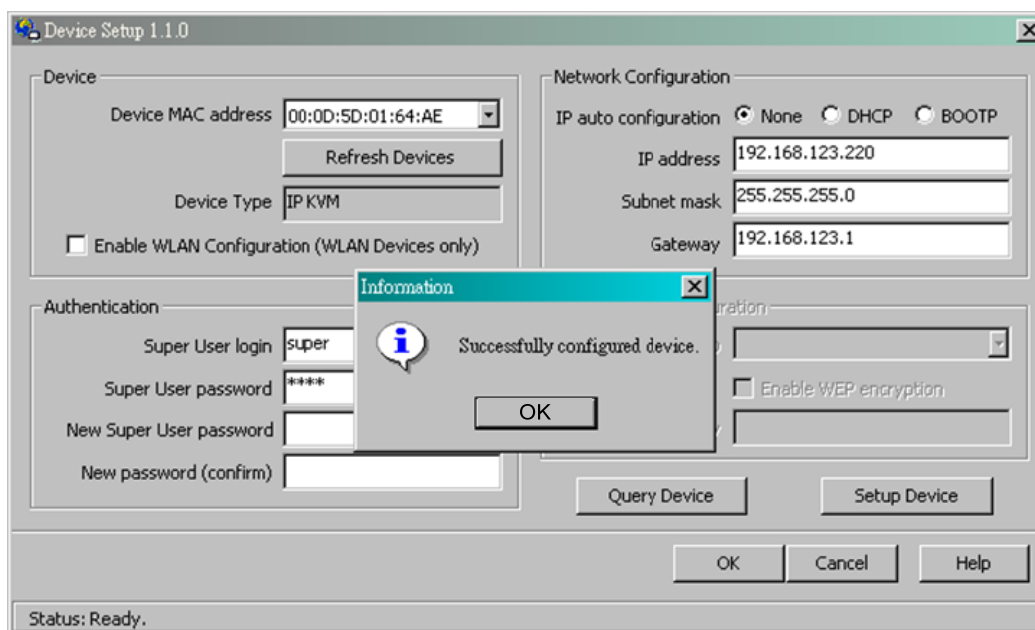 Device Setup 1.1.0
Device
Device MAC address 00:0D:5D:01:64:AE
Refresh Devices
Device Type IP KVM
Enable WLAN Configuration (WLAN Devices only)
Network Configuration
IP auto configuration None DHCP BOOTP
IP address 192.168.123.220
Subnet mask 255.255.255.0
Gateway 192.168.123.1
Authentication
Super User login super
Super User password ****
New Super User password
New password (confirm)
Information
Successfully configured device.
OK
Enable WEP encryption
Query Device Setup Device
OK Cancel Help
Status: Ready.